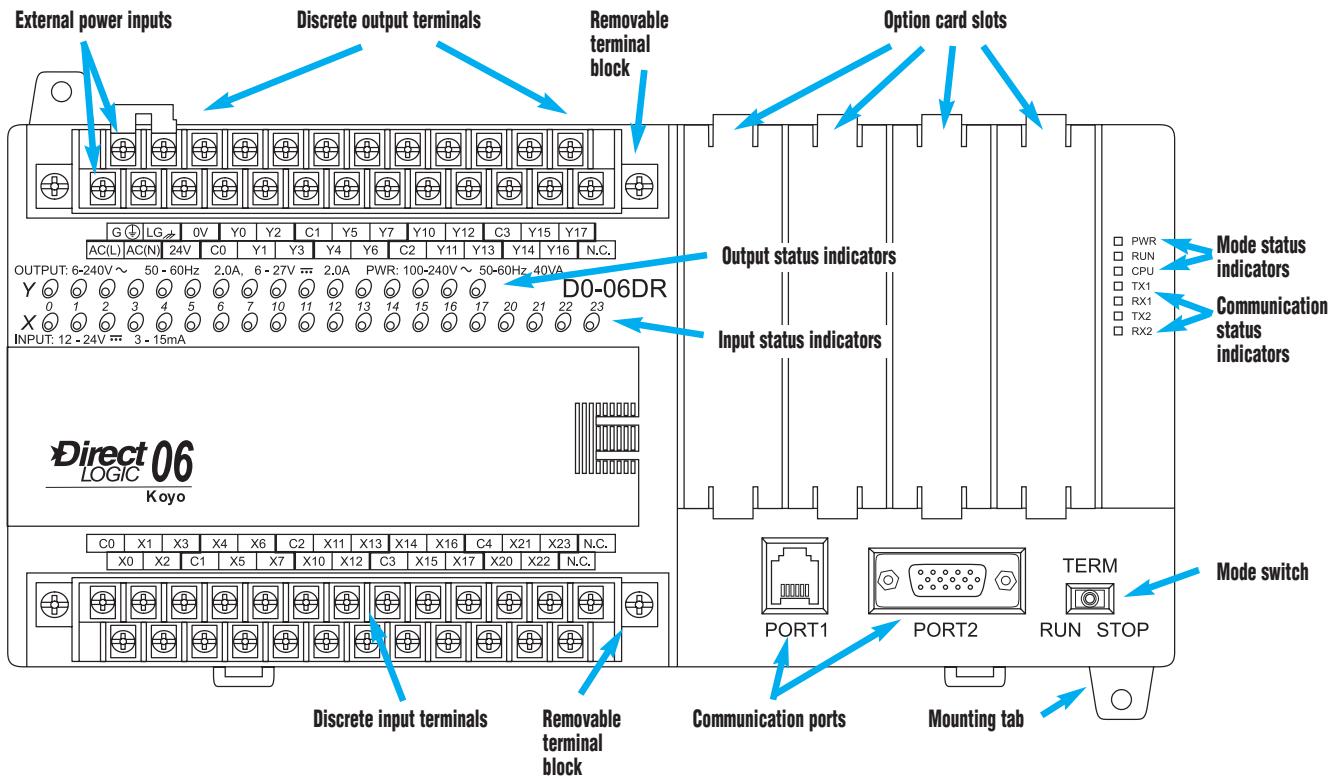 External power inputs
Discrete output terminals
Removable
terminal
block
Option card slots
G LG 0V Y0 Y2 C1 Y5 Y7 Y10 Y12 C3 Y15 Y17
AC(L) AC(N) 24V C0 Y1 Y3 Y4 Y6 C2 Y11 Y13 Y14 Y16 N.C.
OUTPUT: 6-240V ~ 50 - 60Hz 2.0A, 6 - 27V ⎓ 2.0A PWR: 100-240V ~ 50-60Hz, 40VA
Y
D0-06DR
0 1 2 3 4 5 6 7 10 11 12 13 14 15 16 17 20 21 22 23
X
INPUT: 12 - 24V ⎓ 3 - 15mA
Output status indicators
Input status indicators
PWR
RUN
CPU
TX1
RX1
TX2
RX2
Mode status
indicators
Communication
status
indicators
Direct
LOGIC 06
Koyo
C0 X1 X3 X4 X6 C2 X11 X13 X14 X16 C4 X21 X23 N.C.
X0 X2 C1 X5 X7 X10 X12 C3 X15 X17 X20 X22 N.C.
PORT1
PORT2
TERM
RUN STOP
Mode switch
Discrete input terminals
Removable
terminal
block
Communication ports
Mounting tab